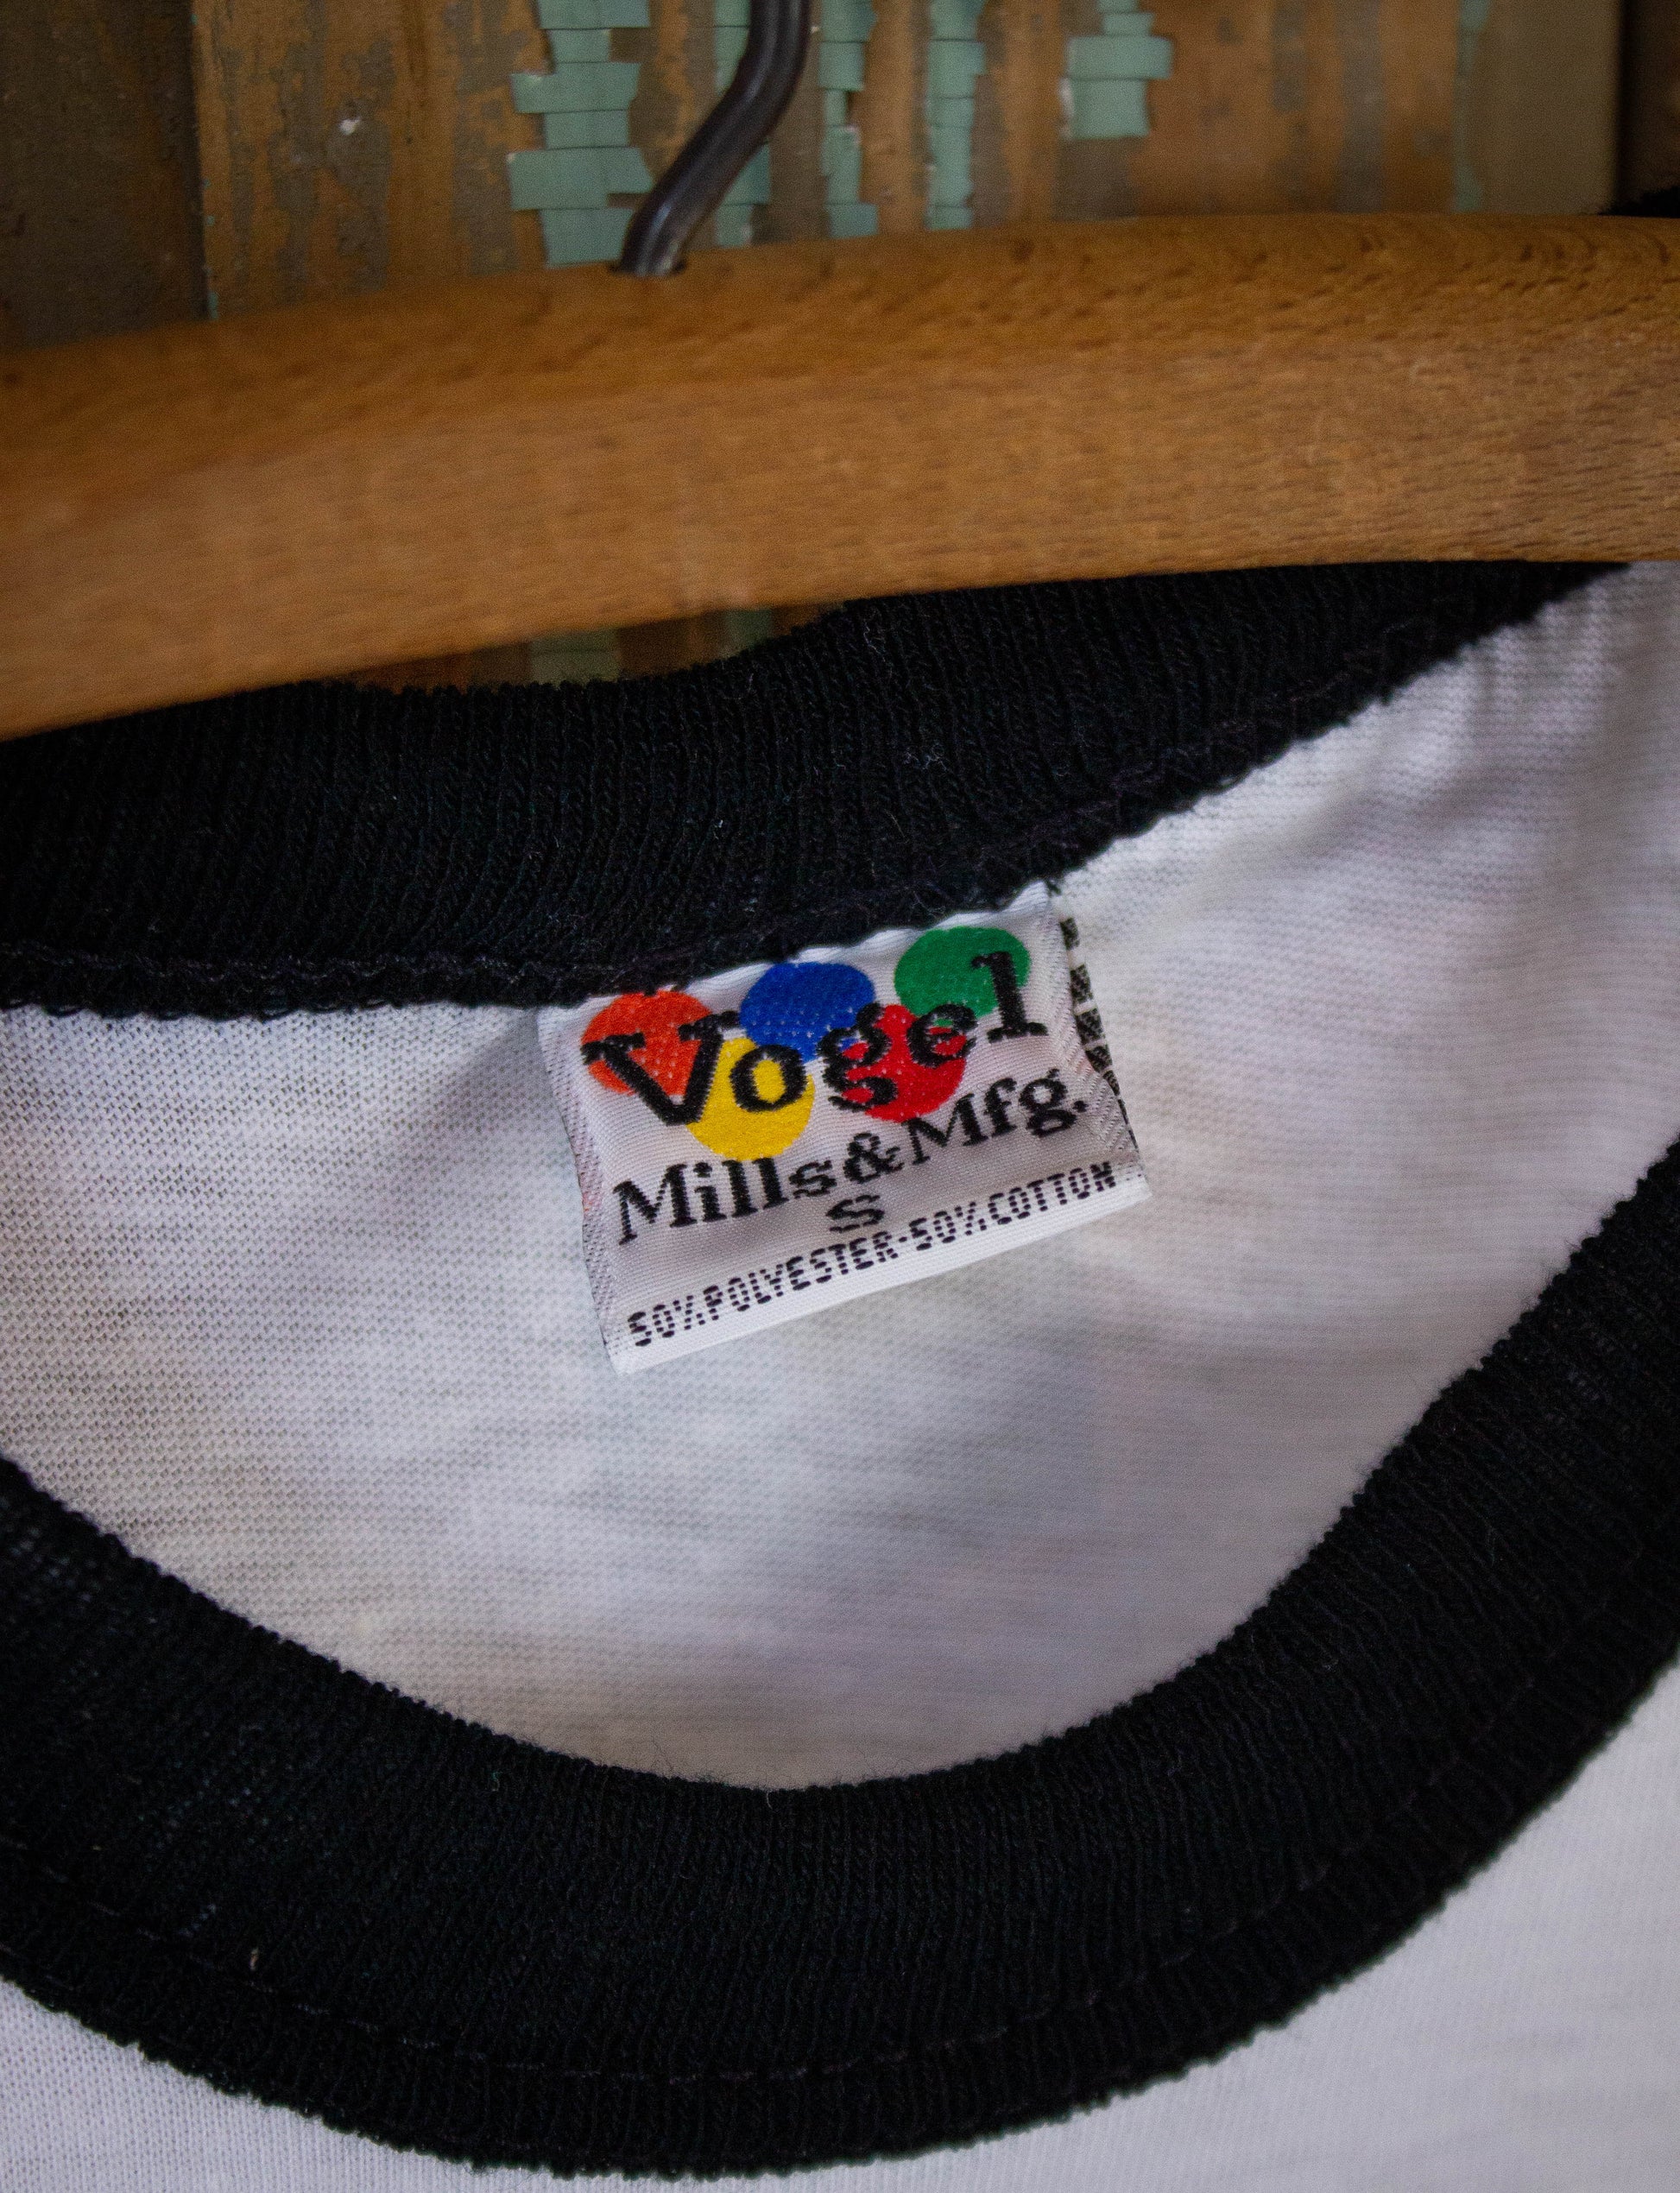 Vogel
Mills & Mfg.
S
50% POLYESTER-50% COTTON